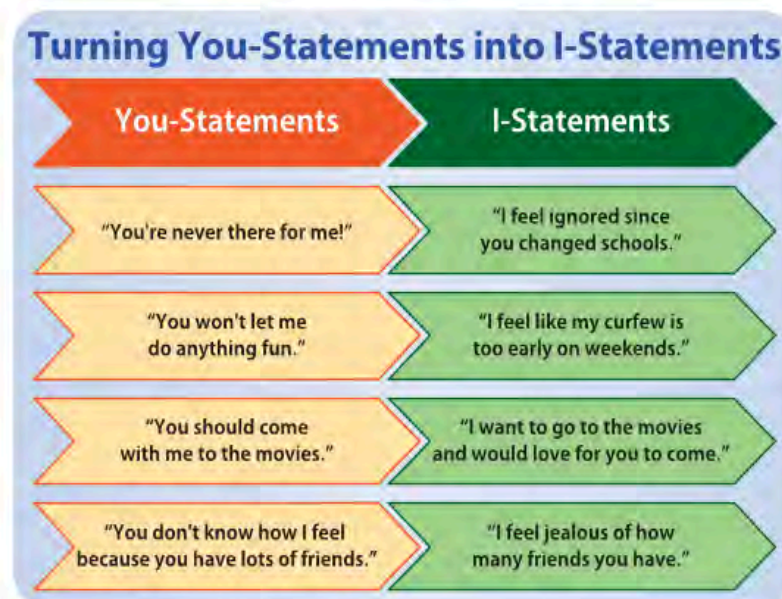 Turning You-Statements into I-Statements
You-Statements
I-Statements
"You're never there for me!"
"I feel ignored since
you changed schools."
"You won't let me
do anything fun."
"I feel like my curfew is
too early on weekends."
"You should come
with me to the movies."
"I want to go to the movies
and would love for you to come."
"You don't know how I feel
because you have lots of friends."
"I feel jealous of how
many friends you have."